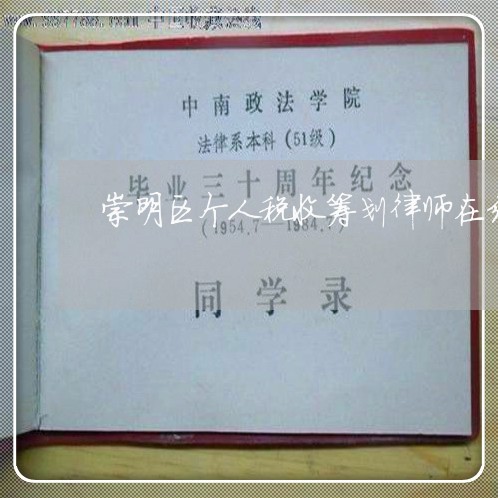 中南政法学院
法律系本科(51级)
毕业三十周年纪念
崇明区个人税收筹划律师在
(1954.7—1984.7)
同学录